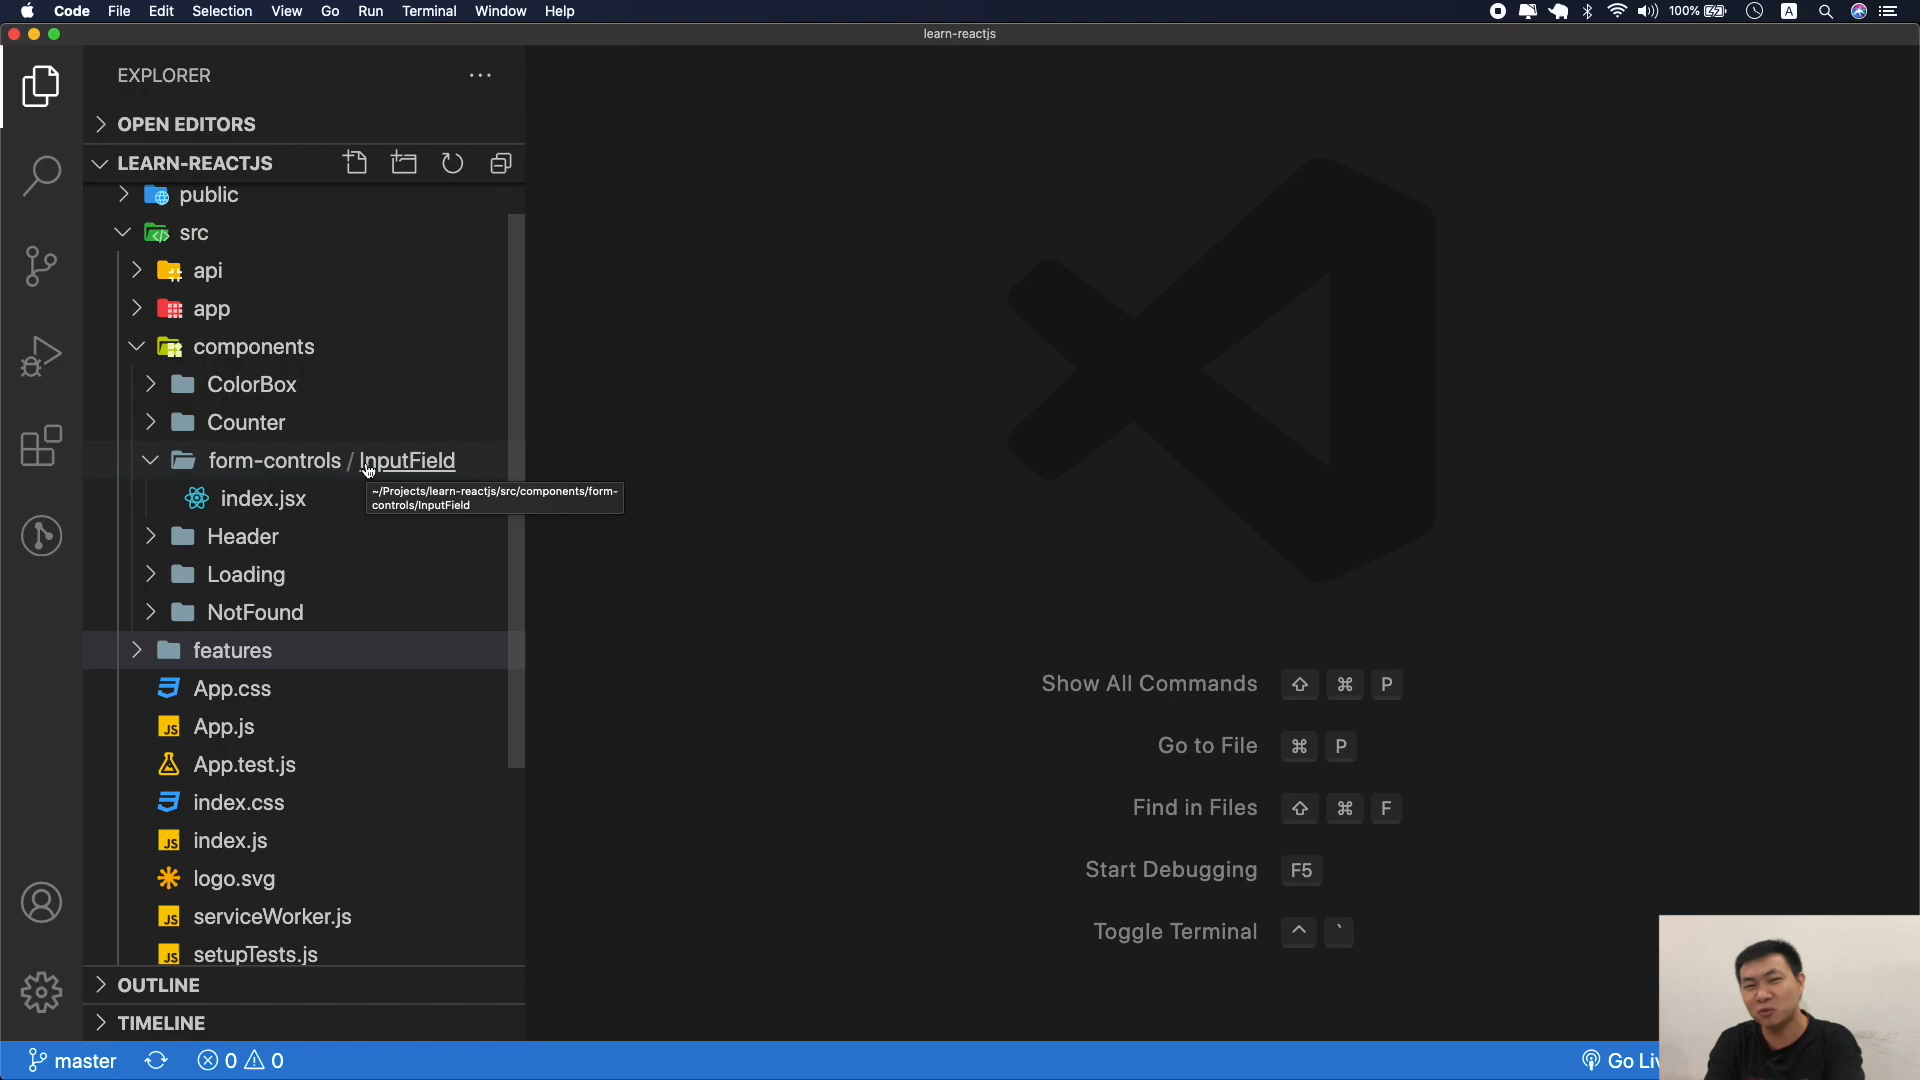 Code File Edit Selection View Go Run Terminal Window Help
100%
A
learn-reactjs
EXPLORER
OPEN EDITORS
LEARN-REACTJS
public
src
api
app
components
ColorBox
Counter
form-controls / InputField
index.jsx
~/Projects/learn-reactjs/src/components/form-
controls/InputField
Header
Loading
NotFound
features
App.css
JS App.js
App.test.js
index.css
JS index.js
logo.svg
JS serviceWorker.js
JS setupTests.js
OUTLINE
TIMELINE
Show All Commands ⇧ ⌘ P
Go to File ⌘ P
Find in Files ⇧ ⌘ F
Start Debugging F5
Toggle Terminal ^ `
master 0 0
Go